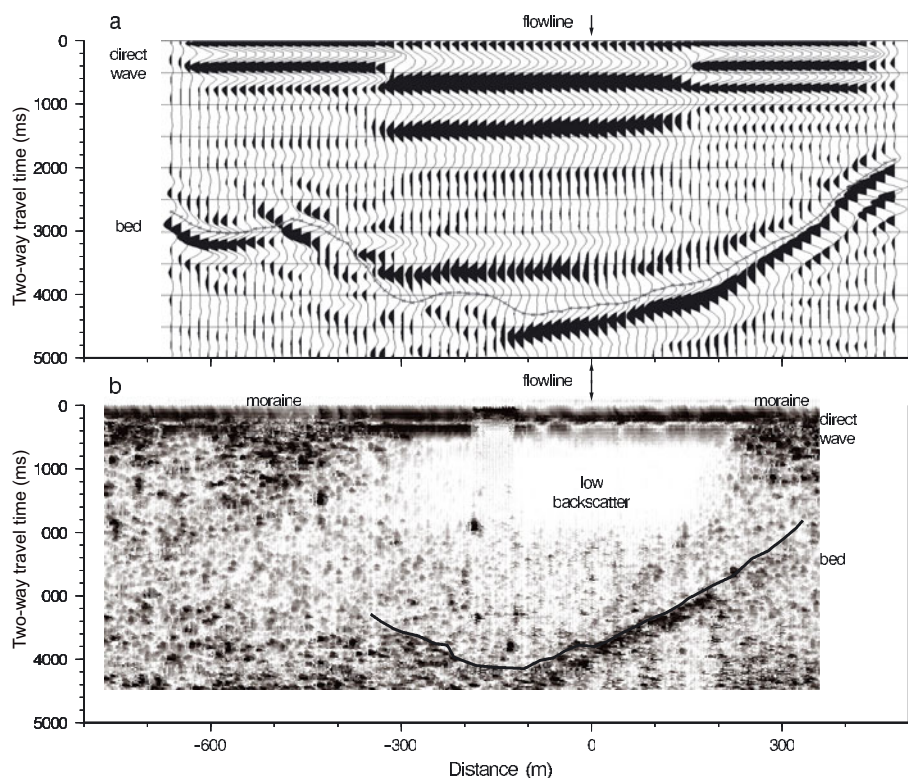 a
flowline
0
direct
wave
1000
2000
3000
bed
4000
5000
Two-way travel time (ms)
b
flowline
moraine
moraine
0
direct
wave
1000
low
backscatter
000
bed
000
4000
5000
Two-way travel time (ms)
-600
-300
0
300
Distance (m)